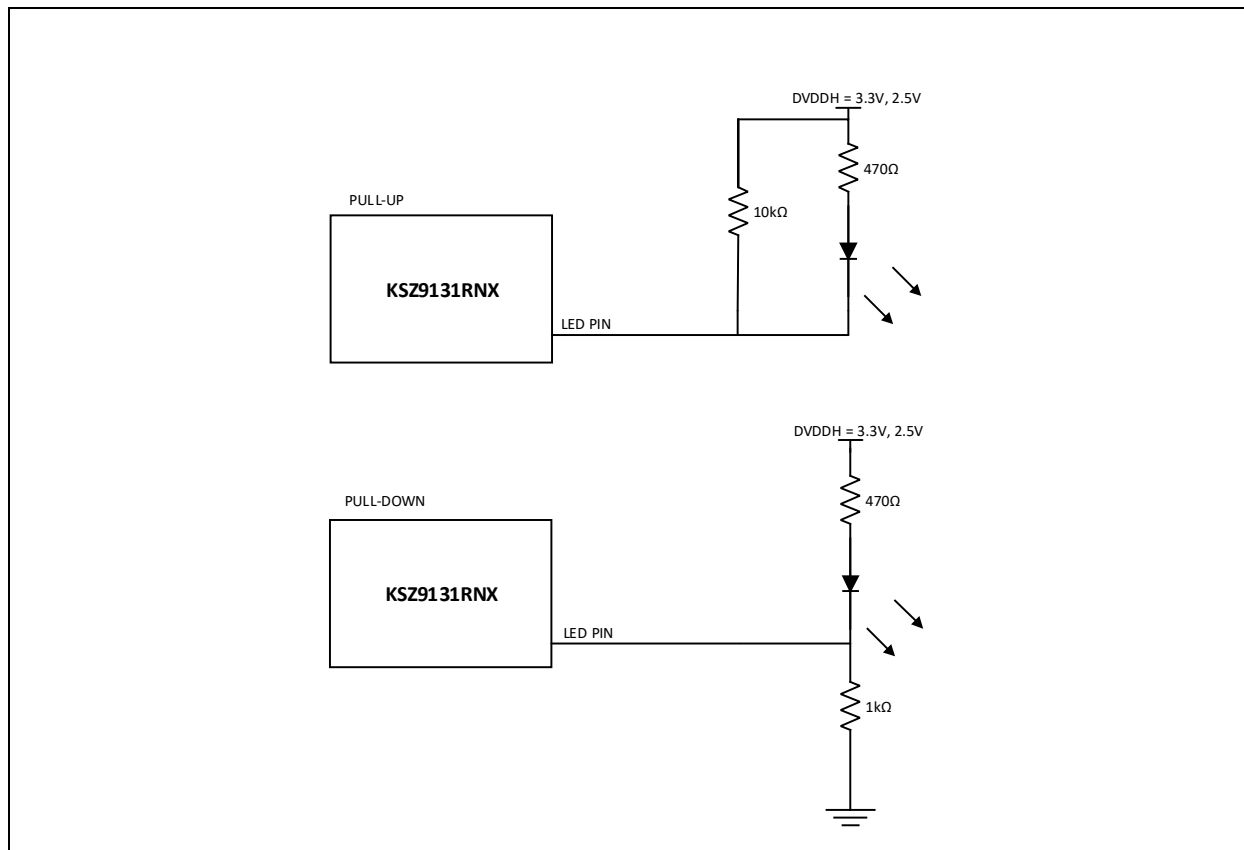 DVDDH = 3.3V, 2.5V
470Ω
PULL-UP
10kΩ
KSZ9131RNX
LED PIN
DVDDH = 3.3V, 2.5V
470Ω
PULL-DOWN
KSZ9131RNX
LED PIN
1kΩ